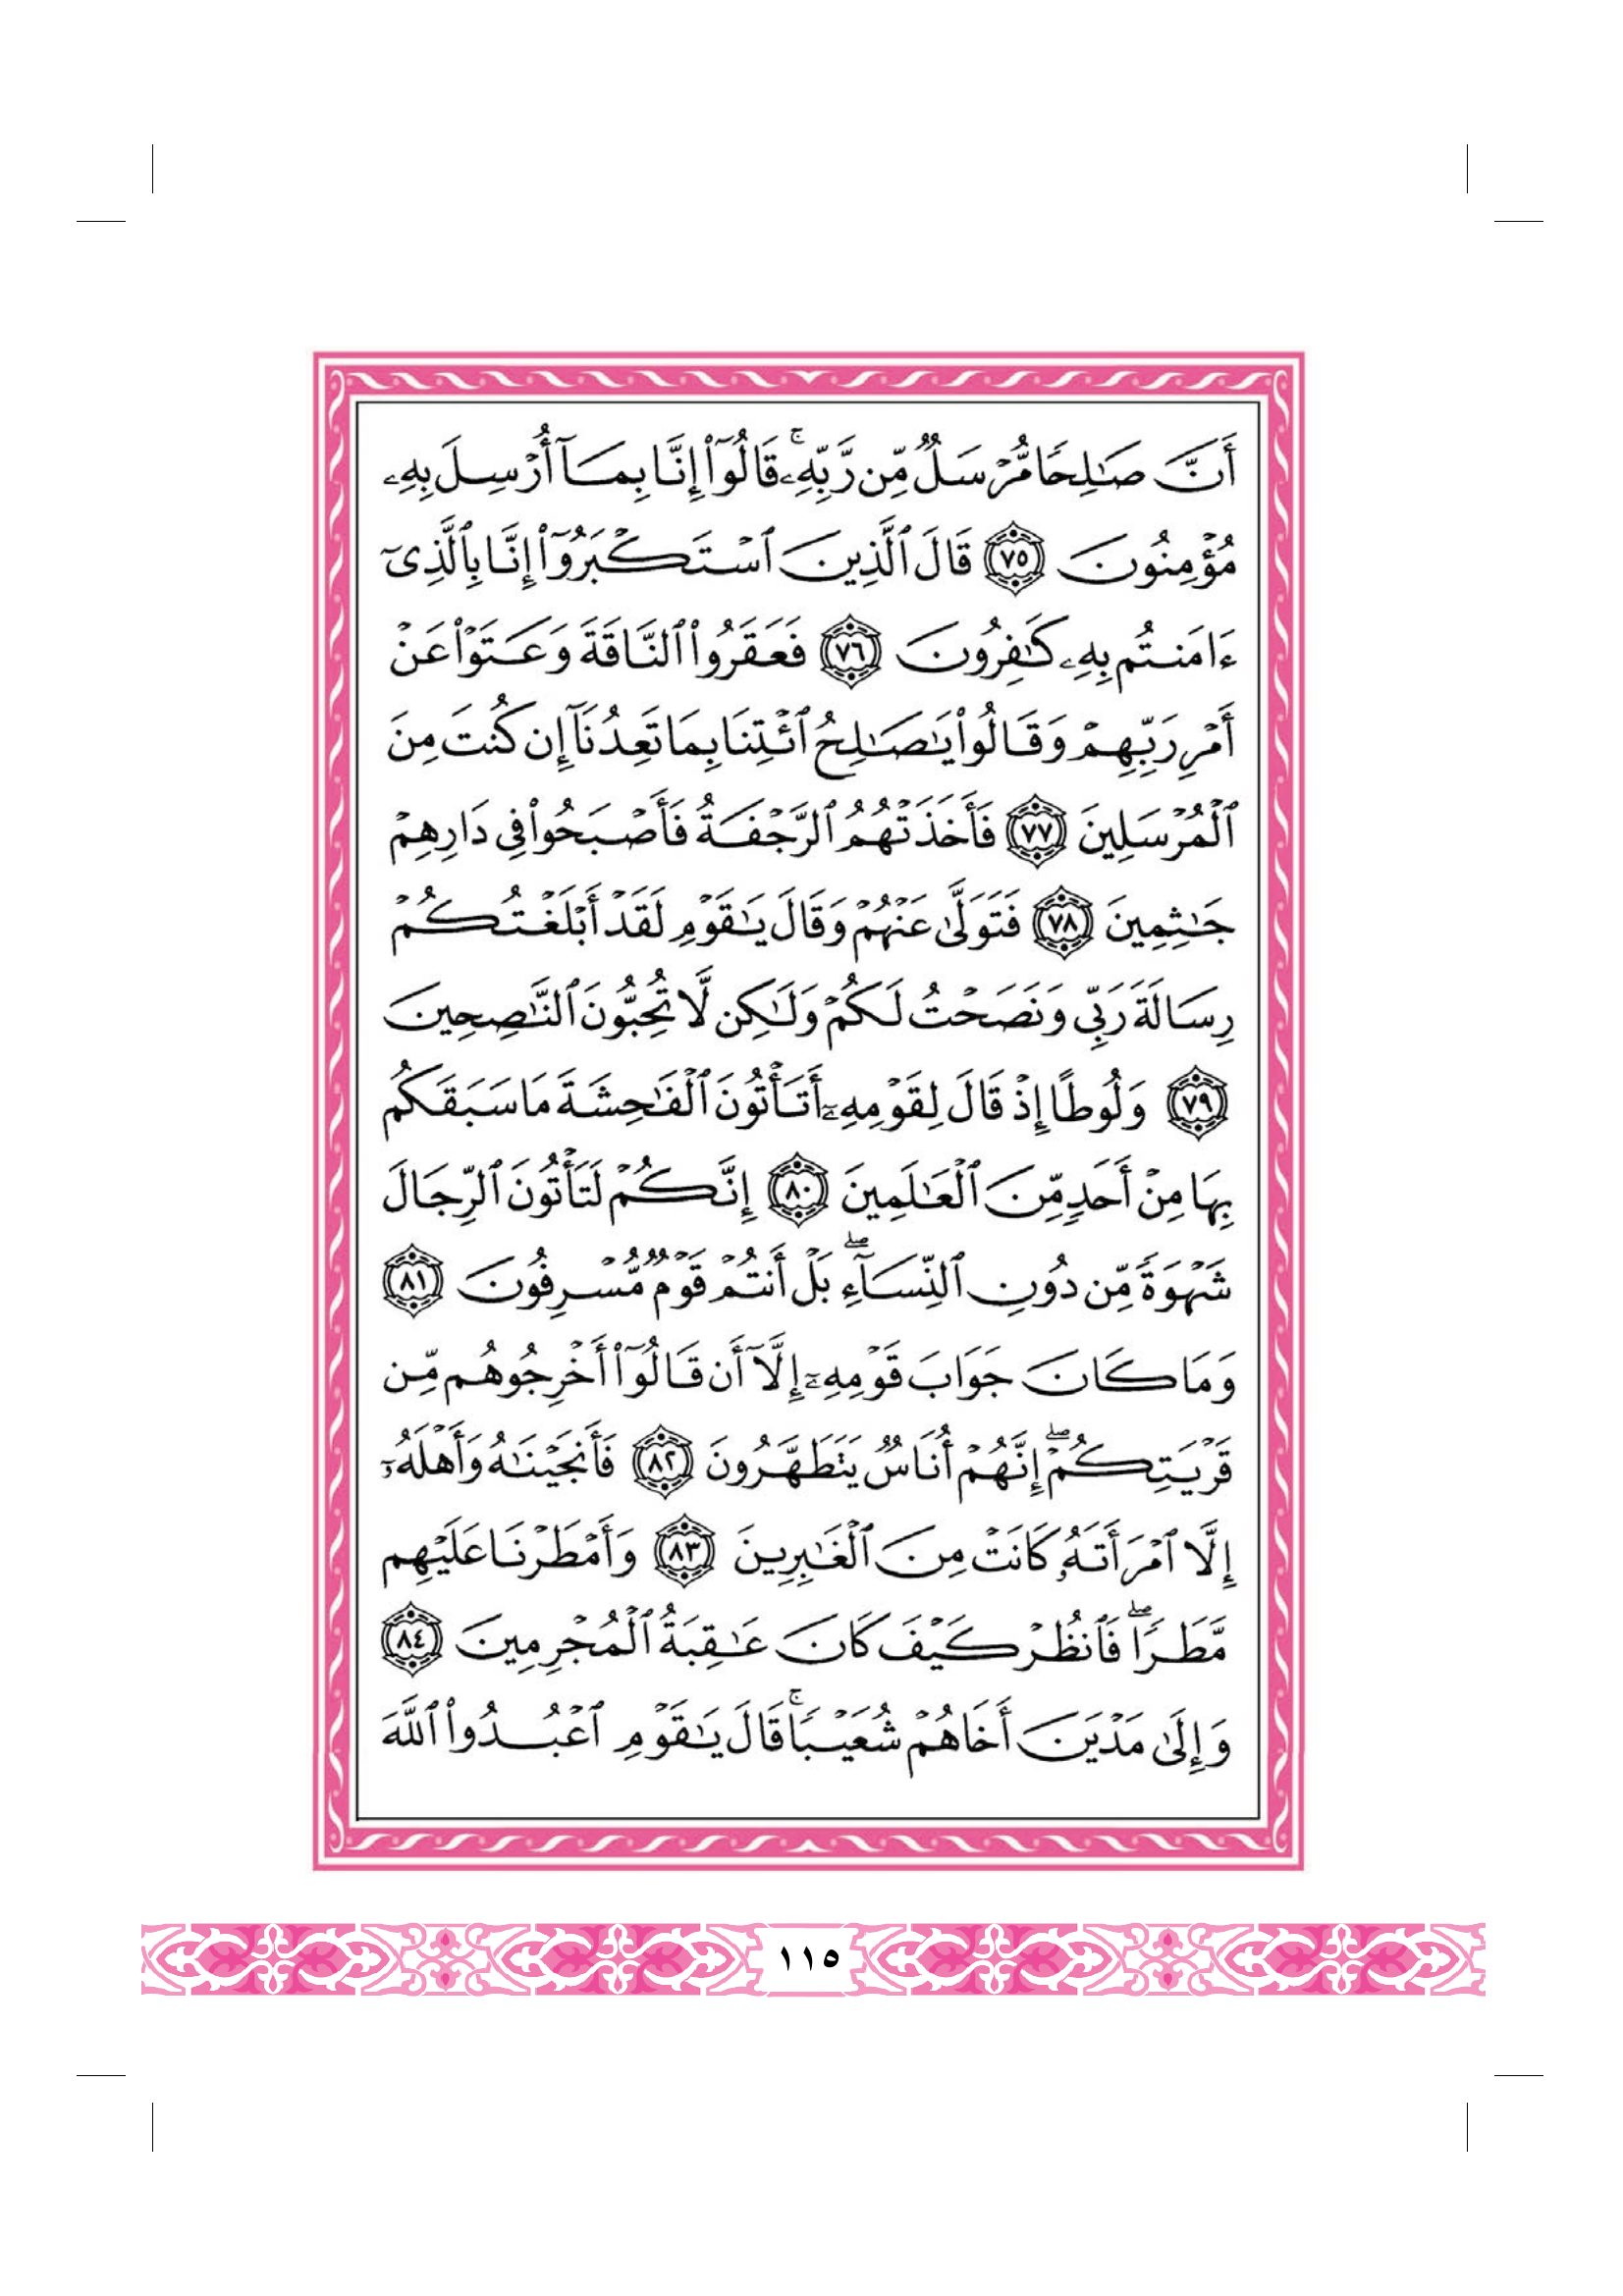 أَنَّ صَٰلِحًا مُّرْسَلٌ مِّن رَّبِّهِۦ ۚ قَالُوٓا۟ إِنَّا بِمَآ أُرْسِلَ بِهِۦ
مُؤْمِنُونَ ٧٥ قَالَ ٱلَّذِينَ ٱسْتَكْبَرُوٓا۟ إِنَّا بِٱلَّذِىٓ
ءَامَنتُم بِهِۦ كَٰفِرُونَ ٧٦ فَعَقَرُوا۟ ٱلنَّاقَةَ وَعَتَوْا۟ عَنْ
أَمْرِ رَبِّهِمْ وَقَالُوا۟ يَٰصَٰلِحُ ٱئْتِنَا بِمَا تَعِدُنَآ إِن كُنتَ مِنَ
ٱلْمُرْسَلِينَ ٧٧ فَأَخَذَتْهُمُ ٱلرَّجْفَةُ فَأَصْبَحُوا۟ فِى دَارِهِمْ
جَٰثِمِينَ ٧٨ فَتَوَلَّىٰ عَنْهُمْ وَقَالَ يَٰقَوْمِ لَقَدْ أَبْلَغْتُكُمْ
رِسَالَةَ رَبِّى وَنَصَحْتُ لَكُمْ وَلَٰكِن لَّا تُحِبُّونَ ٱلنَّٰصِحِينَ
٧٩ وَلُوطًا إِذْ قَالَ لِقَوْمِهِۦٓ أَتَأْتُونَ ٱلْفَٰحِشَةَ مَا سَبَقَكُم
بِهَا مِنْ أَحَدٍ مِّنَ ٱلْعَٰلَمِينَ ٨٠ إِنَّكُمْ لَتَأْتُونَ ٱلرِّجَالَ
شَهْوَةً مِّن دُونِ ٱلنِّسَآءِ ۖ بَلْ أَنتُمْ قَوْمٌ مُّسْرِفُونَ ٨١
وَمَا كَانَ جَوَابَ قَوْمِهِۦٓ إِلَّآ أَن قَالُوٓا۟ أَخْرِجُوهُم مِّن
قَرْيَتِكُمْ ۖ إِنَّهُمْ أُنَاسٌ يَتَطَهَّرُونَ ٨٢ فَأَنجَيْنَٰهُ وَأَهْلَهُۥٓ
إِلَّا ٱمْرَأَتَهُۥ كَانَتْ مِنَ ٱلْغَٰبِرِينَ ٨٣ وَأَمْطَرْنَا عَلَيْهِم
مَّطَرًا ۖ فَٱنظُرْ كَيْفَ كَانَ عَٰقِبَةُ ٱلْمُجْرِمِينَ ٨٤
وَإِلَىٰ مَدْيَنَ أَخَاهُمْ شُعَيْبًا ۚ قَالَ يَٰقَوْمِ ٱعْبُدُوا۟ ٱللَّهَ
١١٥